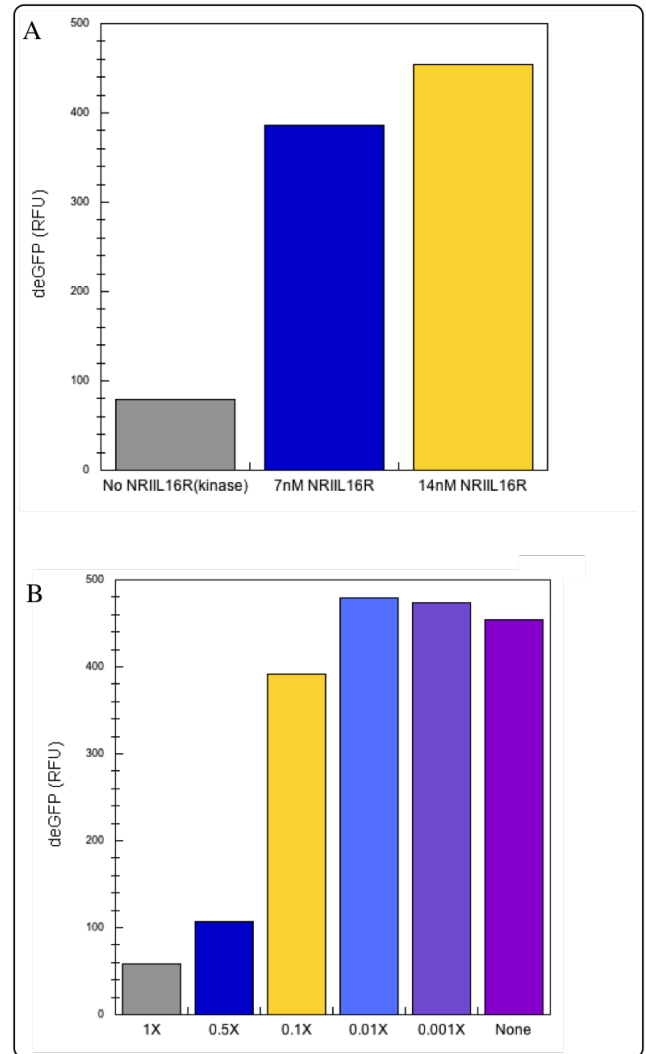 A
500
400
300
200
100
0
deGFP (RFU)
No NRIIL16R(kinase) 7nM NRIIL16R 14nM NRIIL16R
B
500
400
300
200
100
0
deGFP (RFU)
1X 0.5X 0.1X 0.01X 0.001X None